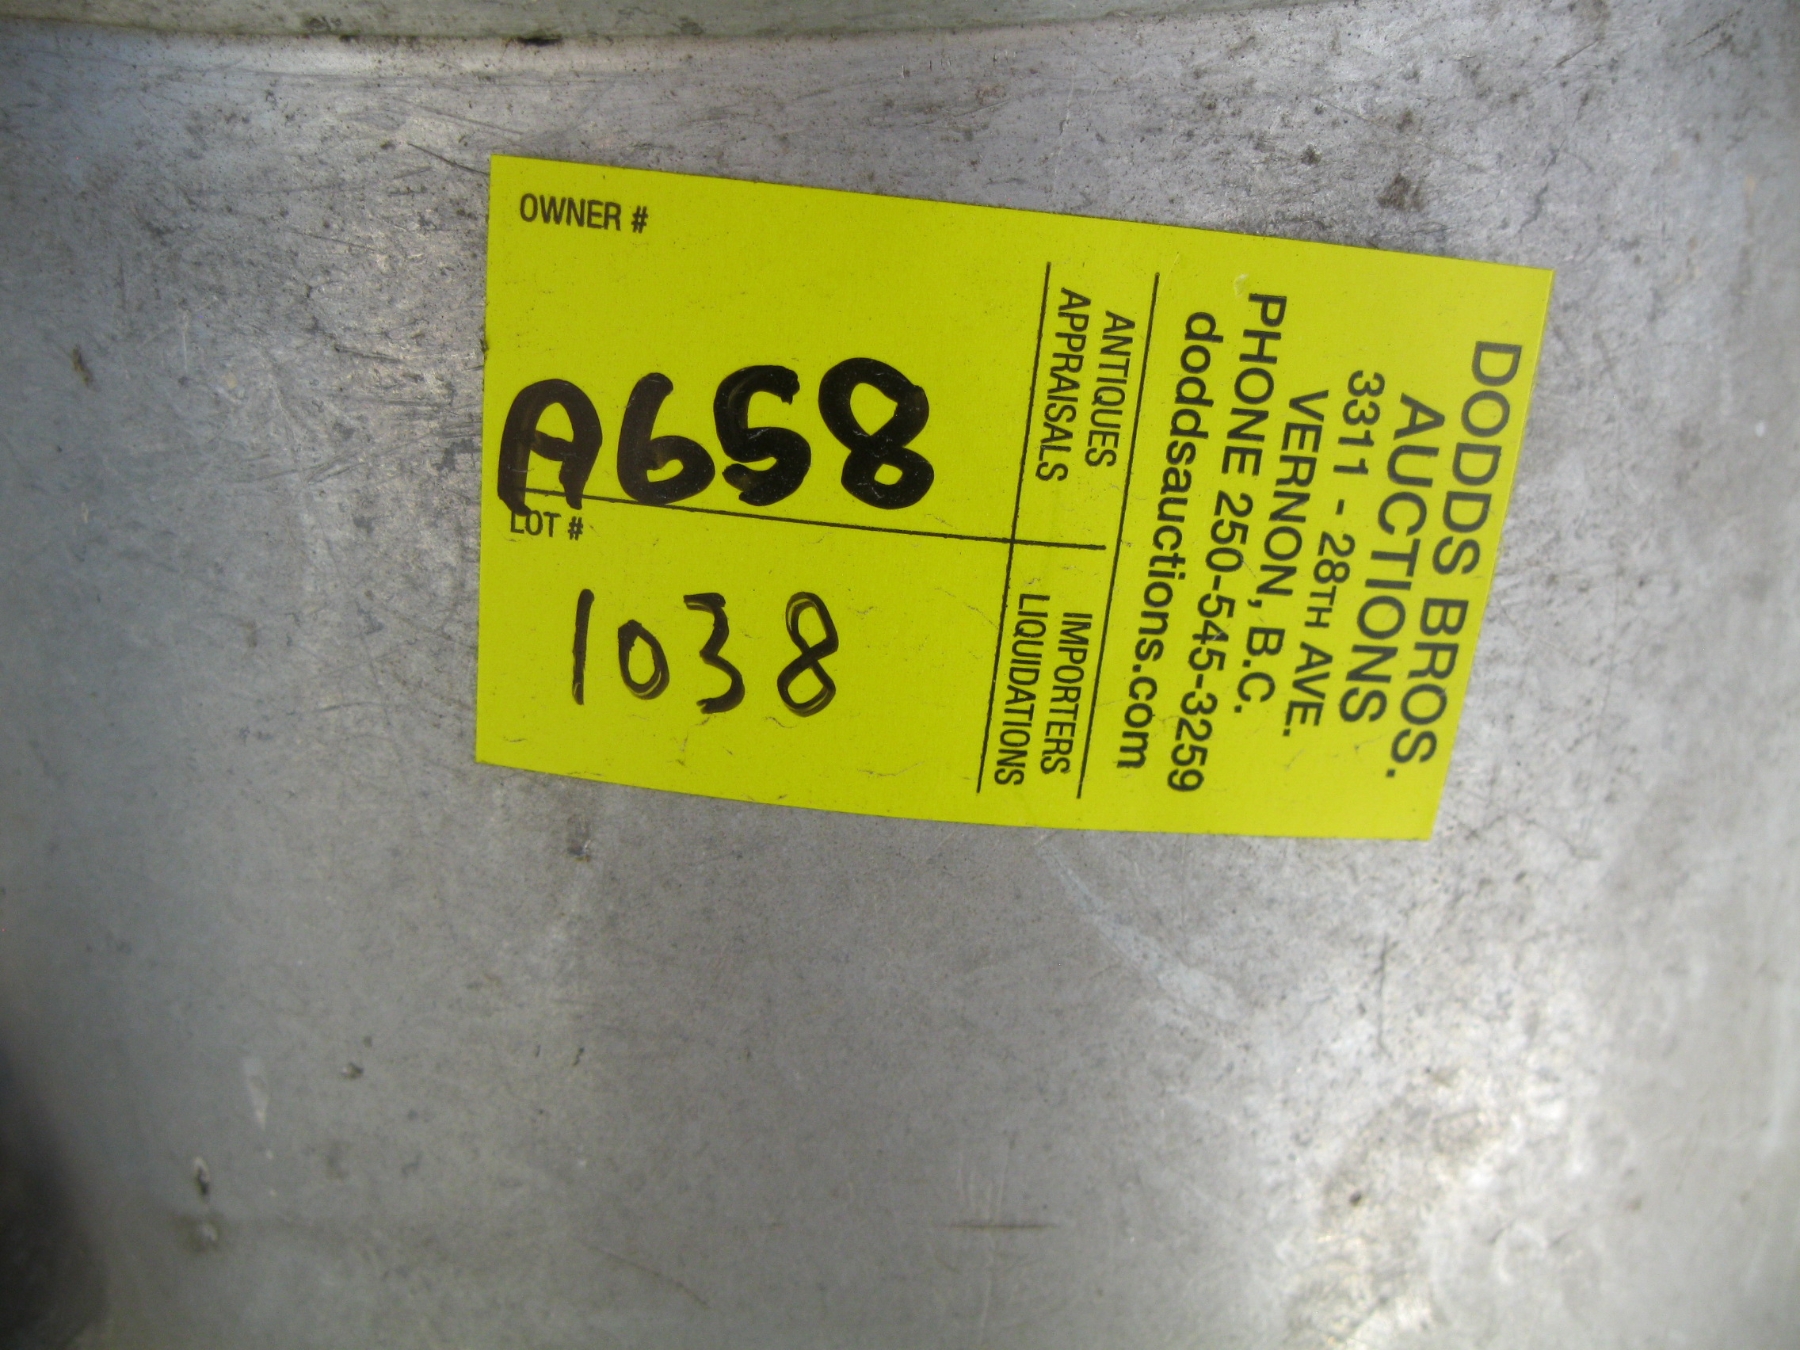 DODDS BROS.
AUCTIONS
3311 - 28TH AVE.
VERNON, B.C.
PHONE 250-545-3259
doddsauctions.com
ANTIQUES
APPRAISALS
IMPORTERS
LIQUIDATIONS
OWNER #
A658
LOT #
1038